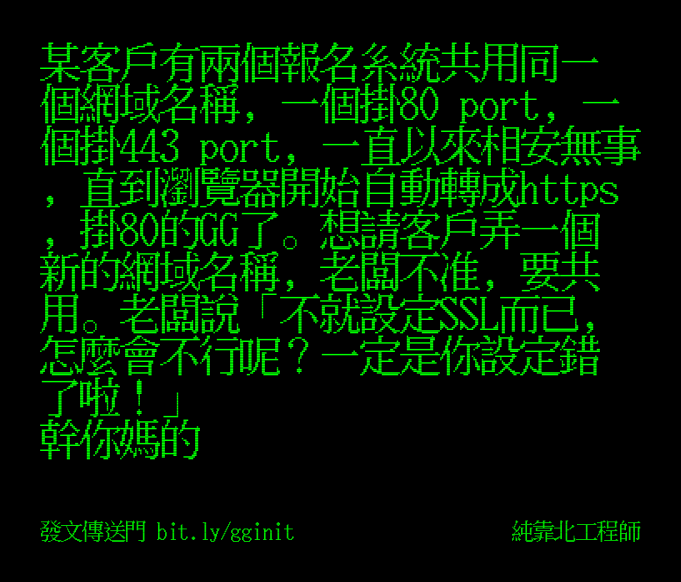 某客戶有兩個報名系統共用同一
個網域名稱, 一個掛80 port, 一
個掛443 port, 一直以來相安無事
, 直到瀏覽器開始自動轉成https
, 掛80的GG了。想請客戶弄一個
新的網域名稱, 老闆不准, 要共
用。老闆說「不就設定SSL而已,
怎麼會不行呢？一定是你設定錯
了啦！」
幹你媽的
發文傳送門 bit.ly/gginit
純靠北工程師